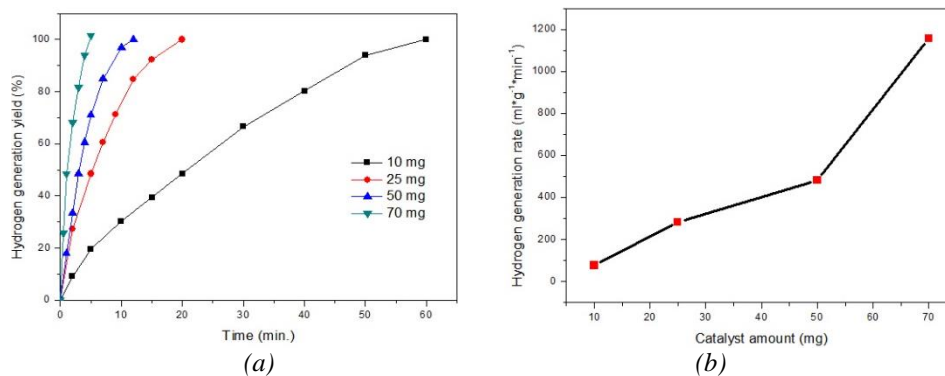 (a)
100
80
60
40
20
0
Hydrogen generation yield (%)
10 mg
25 mg
50 mg
70 mg
0 10 20 30 40 50 60
Time (min.)
(a)
(b)
1200
1000
800
600
400
200
0
Hydrogen generation rate (ml*g⁻¹*min⁻¹)
10 20 30 40 50 60 70
Catalyst amount (mg)
(b)